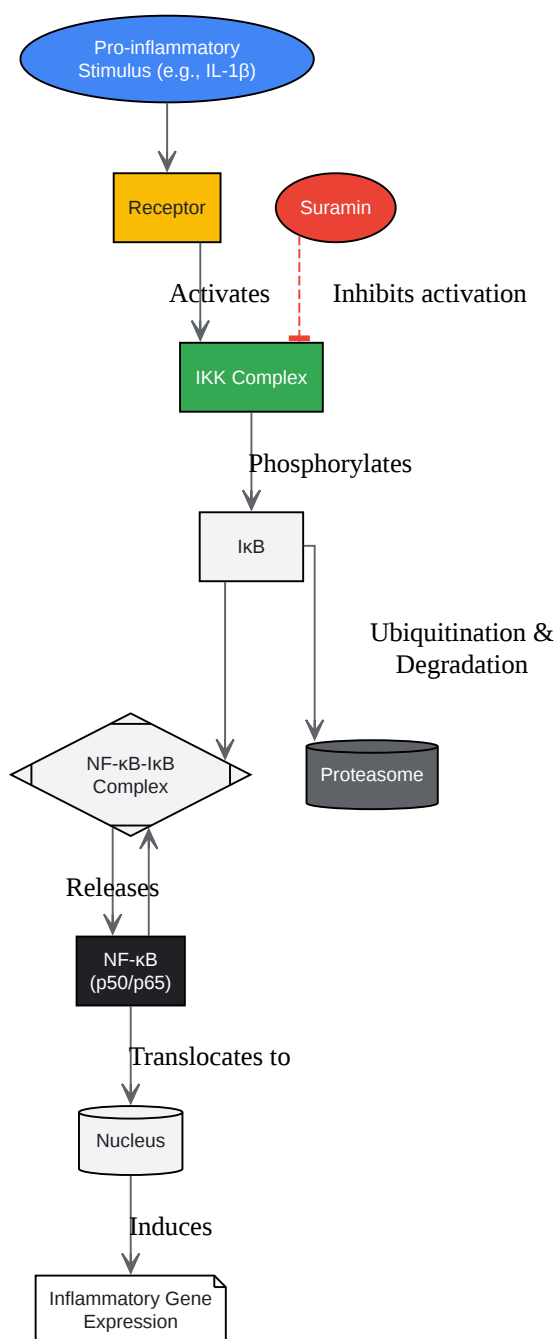 Pro-inflammatory
Stimulus (e.g., IL-1β)
Receptor
Suramin
Activates
Inhibits activation
IKK Complex
Phosphorylates
IκB
Ubiquitination &
Degradation
NF-κB-IκB
Complex
Proteasome
Releases
NF-κB
(p50/p65)
Translocates to
Nucleus
Induces
Inflammatory Gene
Expression